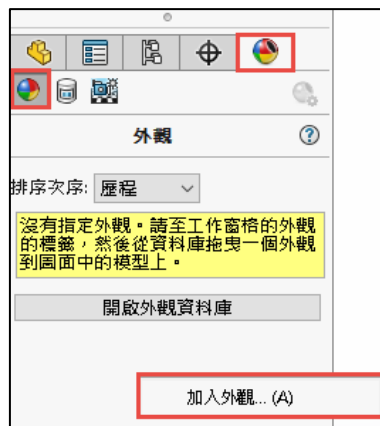 外觀
排序次序: 歷程
沒有指定外觀。請至工作窗格的外觀
的標籤，然後從資料庫拖曳一個外觀
到圖面中的模型上。
開啟外觀資料庫
加入外觀... (A)